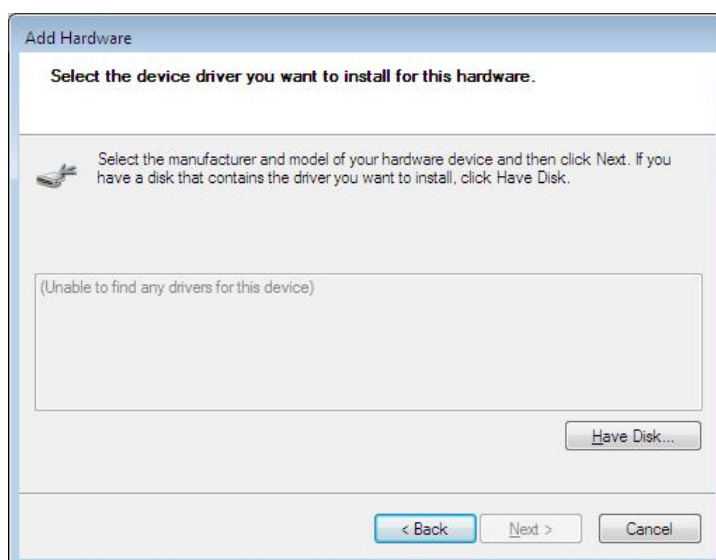 Add Hardware
Select the device driver you want to install for this hardware.
Select the manufacturer and model of your hardware device and then click Next. If you
have a disk that contains the driver you want to install, click Have Disk.
(Unable to find any drivers for this device)
Have Disk...
< Back
Next >
Cancel